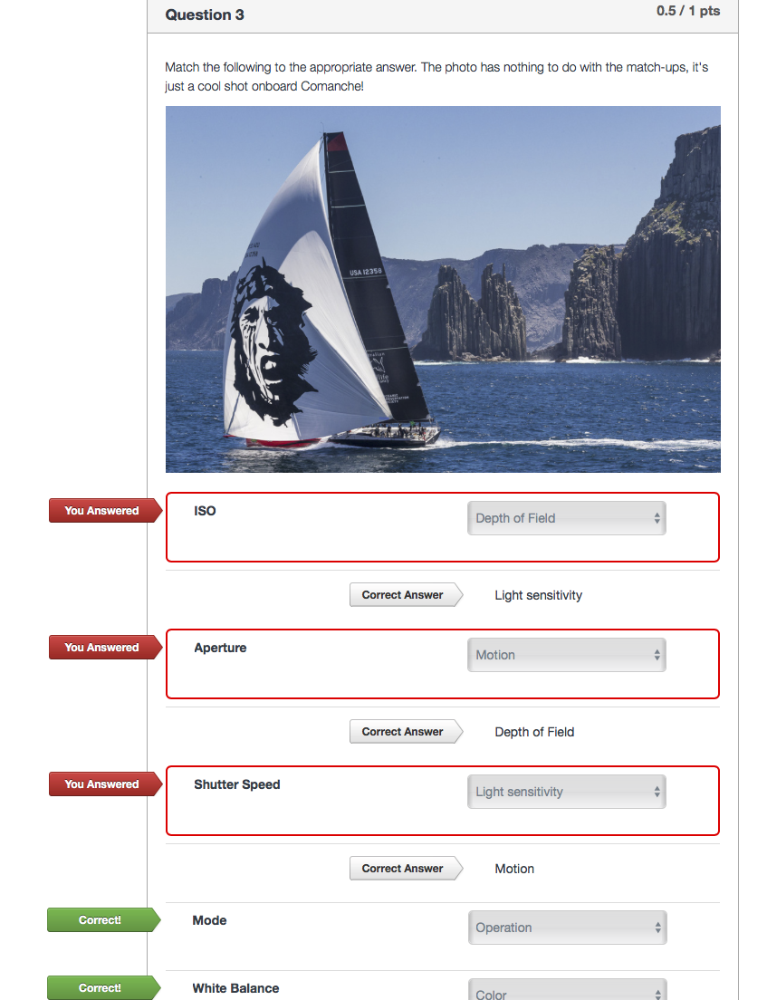 Question 3
0.5 / 1 pts
Match the following to the appropriate answer. The photo has nothing to do with the match-ups, it's
just a cool shot onboard Comanche!
USA 12358
You Answered
ISO
Depth of Field
Correct Answer
Light sensitivity
You Answered
Aperture
Motion
Correct Answer
Depth of Field
You Answered
Shutter Speed
Light sensitivity
Correct Answer
Motion
Correct!
Mode
Operation
Correct!
White Balance
Color